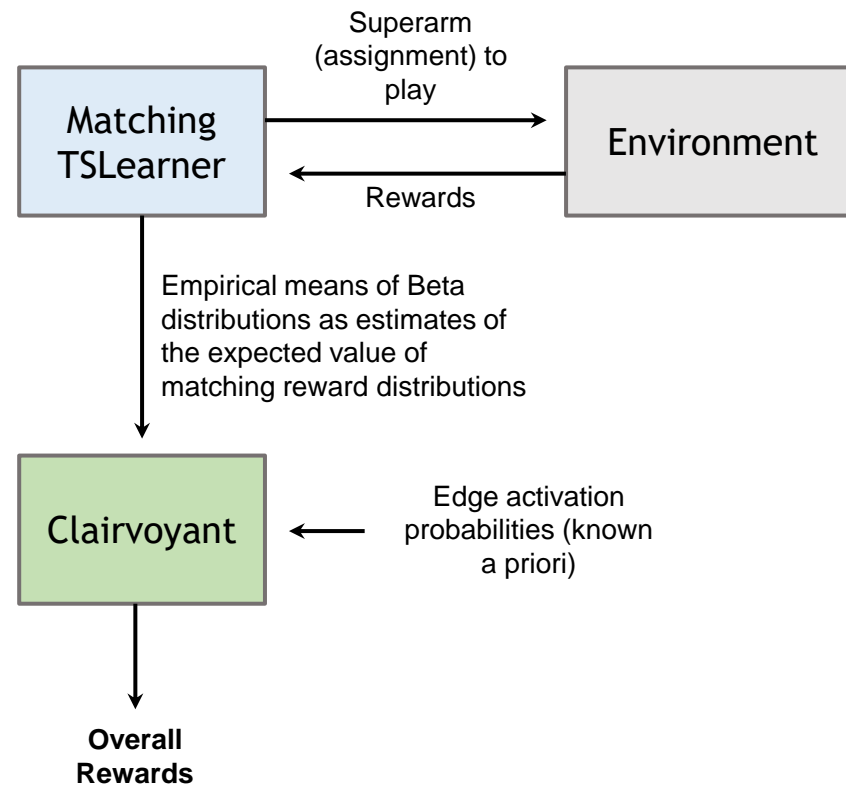 Superarm
(assignment) to
play
Matching
TSLearner
Environment
Rewards
Empirical means of Beta
distributions as estimates of
the expected value of
matching reward distributions
Clairvoyant
Edge activation
probabilities (known
a priori)
Overall
Rewards